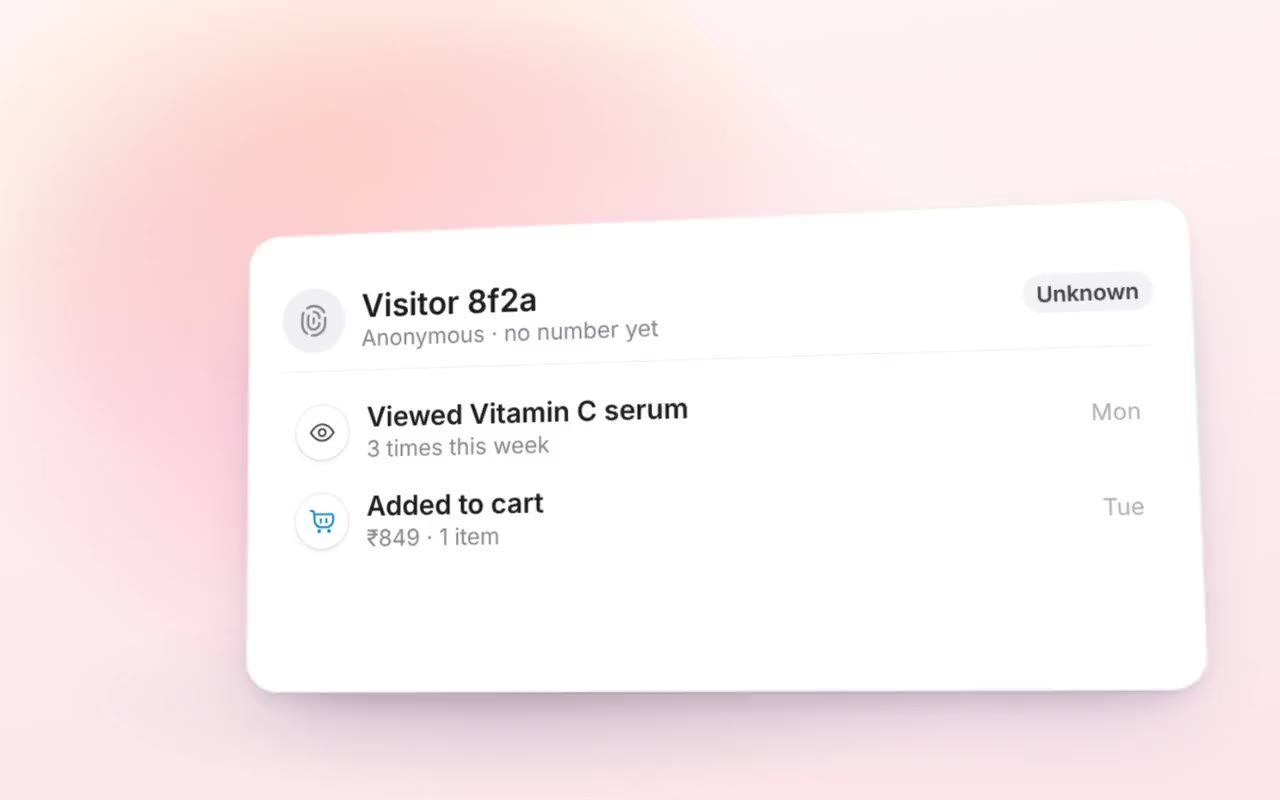 Visitor 8f2a
Anonymous · no number yet
Unknown
Viewed Vitamin C serum
3 times this week
Mon
Added to cart
₹849 · 1 item
Tue